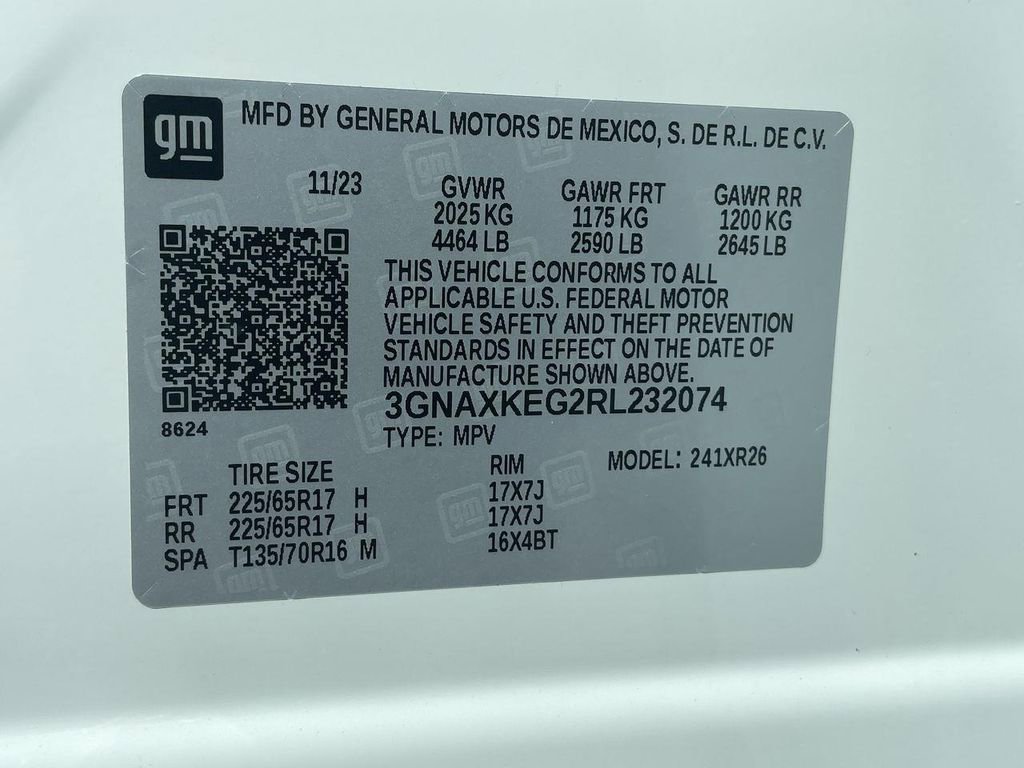 gm MFD BY GENERAL MOTORS DE MEXICO, S. DE R.L. DE C.V.
11/23 GVWR GAWR FRT GAWR RR
2025 KG 1175 KG 1200 KG
4464 LB 2590 LB 2645 LB
THIS VEHICLE CONFORMS TO ALL
APPLICABLE U.S. FEDERAL MOTOR
VEHICLE SAFETY AND THEFT PREVENTION
STANDARDS IN EFFECT ON THE DATE OF
MANUFACTURE SHOWN ABOVE.
3GNAXKEG2RL232074
8624
TYPE: MPV
TIRE SIZE RIM MODEL: 241XR26
FRT 225/65R17 H 17X7J
RR 225/65R17 H 17X7J
SPA T135/70R16 M 16X4BT